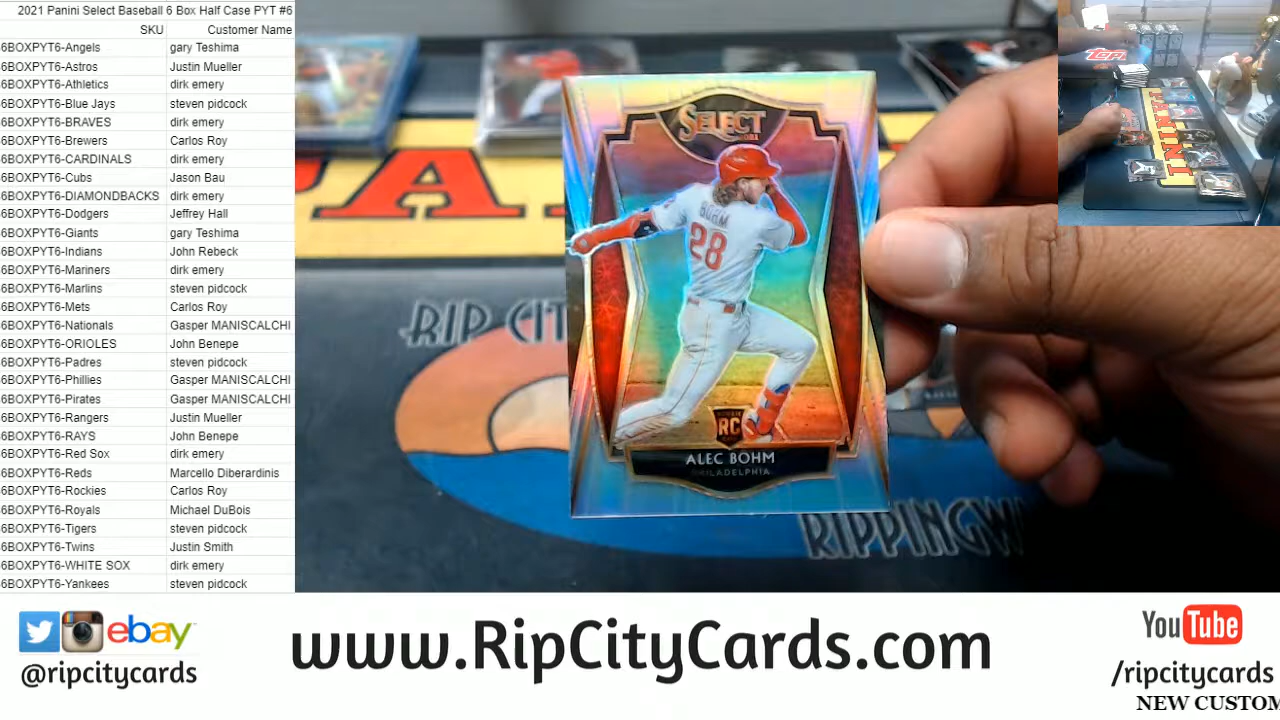 2021 Panini Select Baseball 6 Box Half Case PYT #6
SKU Customer Name
6BOXPYT6-Angels gary Teshima
6BOXPYT6-Astros Justin Mueller
6BOXPYT6-Athletics dirk emery
6BOXPYT6-Blue Jays steven pidcock
6BOXPYT6-BRAVES dirk emery
6BOXPYT6-Brewers Carlos Roy
6BOXPYT6-CARDINALS dirk emery
6BOXPYT6-Cubs Jason Bau
6BOXPYT6-DIAMONDBACKS dirk emery
6BOXPYT6-Dodgers Jeffrey Hall
6BOXPYT6-Giants gary Teshima
6BOXPYT6-Indians John Rebeck
6BOXPYT6-Mariners dirk emery
6BOXPYT6-Marlins steven pidcock
6BOXPYT6-Mets Carlos Roy
6BOXPYT6-Nationals Gasper MANISCALCHI
6BOXPYT6-ORIOLES John Benepe
6BOXPYT6-Padres steven pidcock
6BOXPYT6-Phillies Gasper MANISCALCHI
6BOXPYT6-Pirates Gasper MANISCALCHI
6BOXPYT6-Rangers Justin Mueller
6BOXPYT6-RAYS John Benepe
6BOXPYT6-Red Sox dirk emery
6BOXPYT6-Reds Marcello Diberardinis
6BOXPYT6-Rockies Carlos Roy
6BOXPYT6-Royals Michael DuBois
6BOXPYT6-Tigers steven pidcock
6BOXPYT6-Twins Justin Smith
6BOXPYT6-WHITE SOX dirk emery
6BOXPYT6-Yankees steven pidcock
SELECT
BOHM
28
RC
ALEC BOHM
PHILADELPHIA
RIP CIT
RIPPINGW
Topps
PANINI
ebay
@ripcitycards
www.RipCityCards.com
YouTube
/ripcitycards
NEW CUSTOM